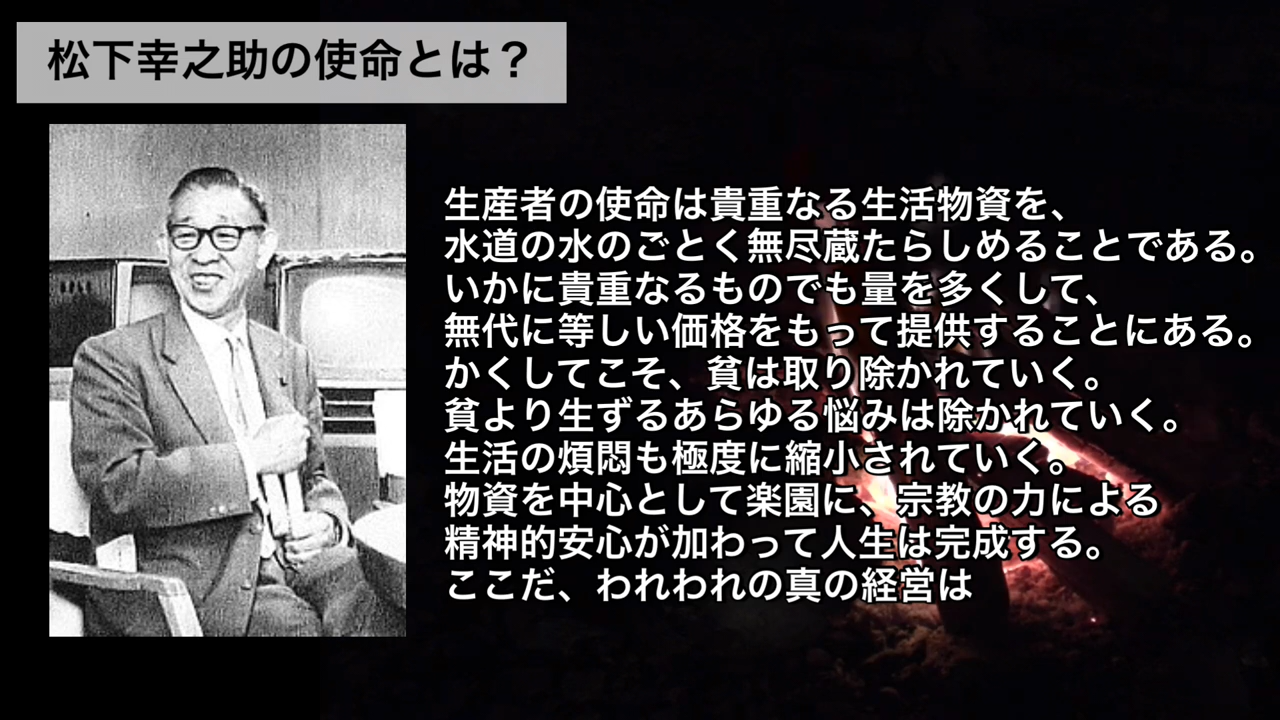 松下幸之助の使命とは？
生産者の使命は貴重なる生活物資を、
水道の水のごとく無尽蔵たらしめることである。
いかに貴重なるものでも量を多くして、
無代に等しい価格をもって提供することにある。
かくしてこそ、貧は取り除かれていく。
貧より生ずるあらゆる悩みは除かれていく。
生活の煩悶も極度に縮小されていく。
物資を中心として楽園に、宗教の力による
精神的安心が加わって人生は完成する。
ここだ、われわれの真の経営は